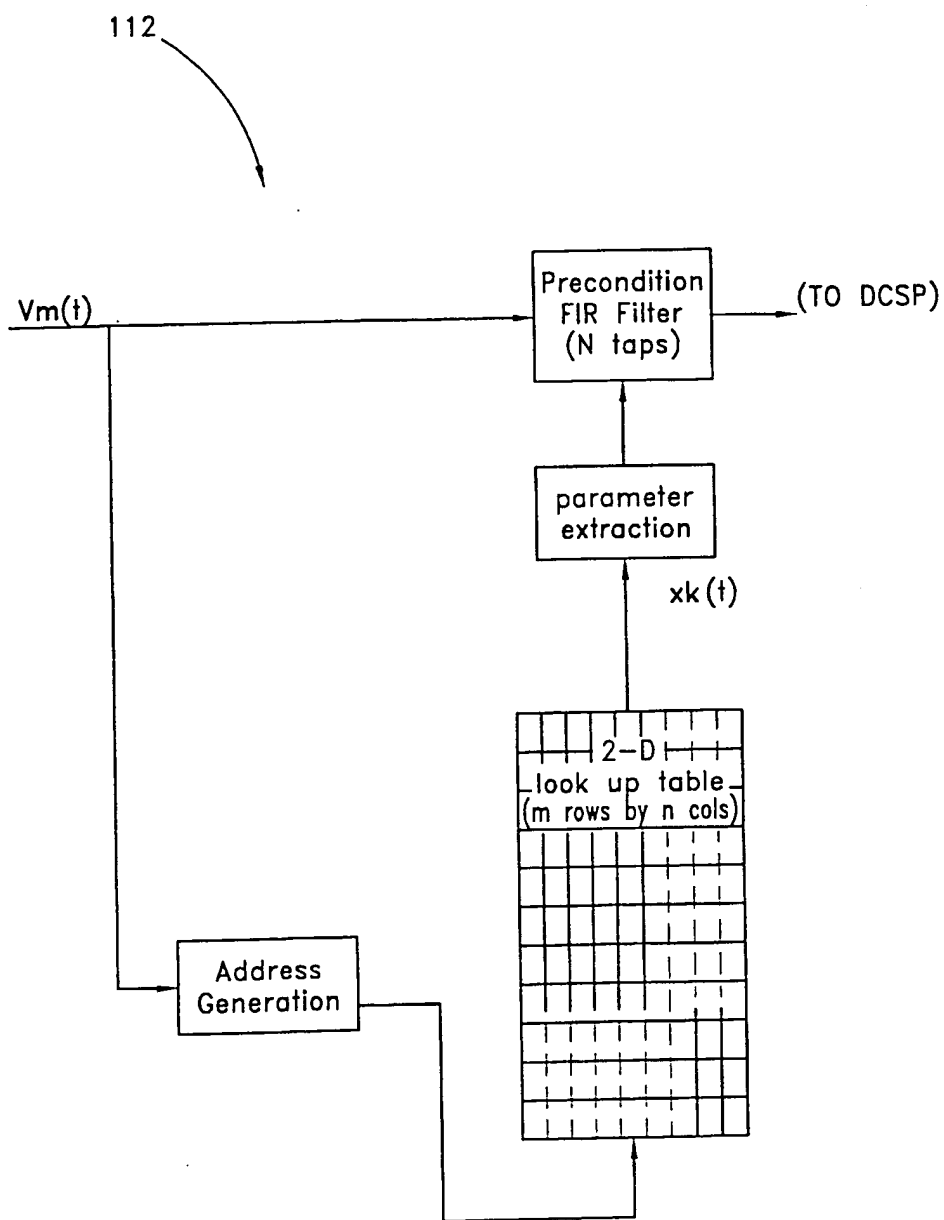 112
Vm(t)
Precondition
FIR Filter
(N taps)
(TO DCSP)
parameter
extraction
xk(t)
2-D
look up table
(m rows by n cols)
Address
Generation